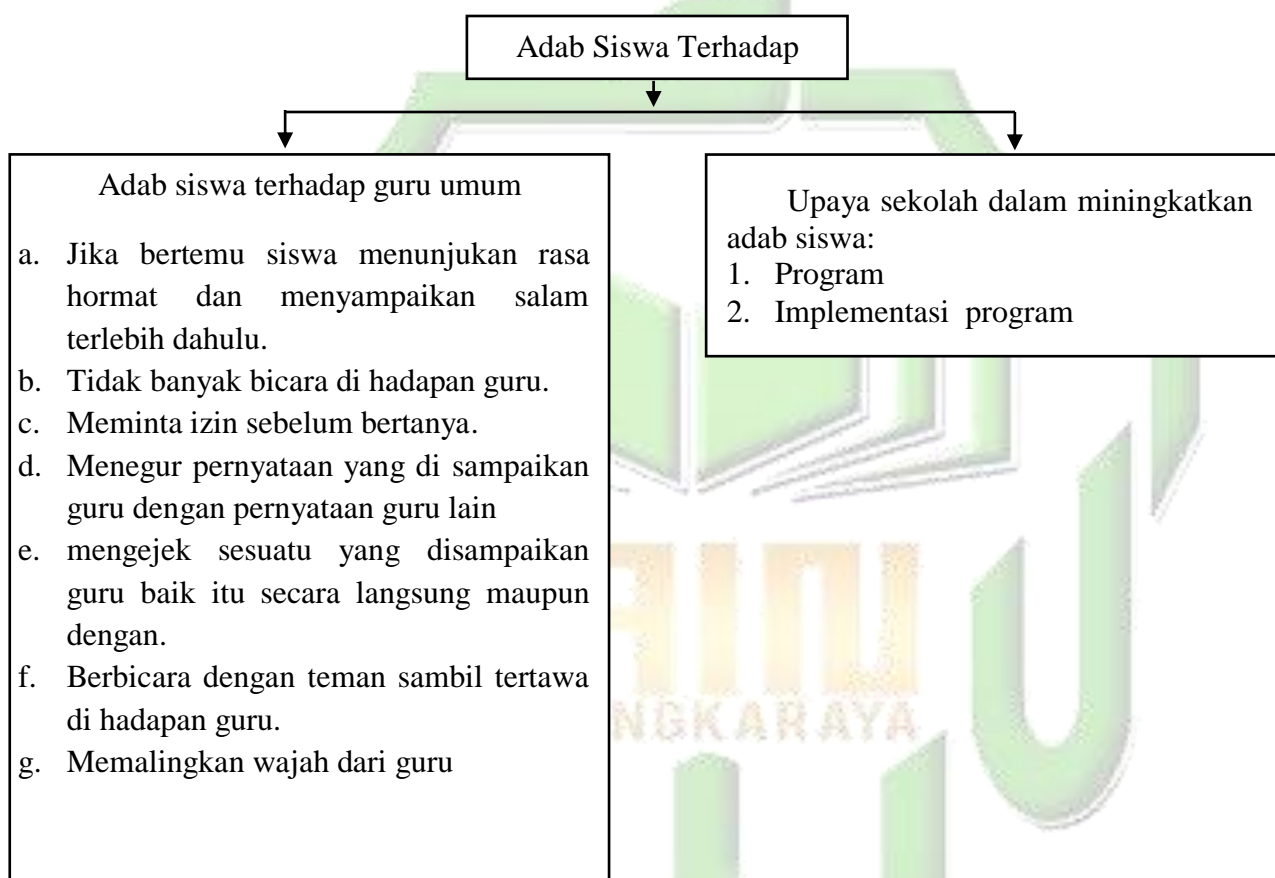 Adab Siswa Terhadap
Adab siswa terhadap guru umum
a. Jika bertemu siswa menunjukan rasa
hormat dan menyampaikan salam
terlebih dahulu.
b. Tidak banyak bicara di hadapan guru.
c. Meminta izin sebelum bertanya.
d. Menegur pernyataan yang di sampaikan
guru dengan pernyataan guru lain
e. mengejek sesuatu yang disampaikan
guru baik itu secara langsung maupun
dengan.
f. Berbicara dengan teman sambil tertawa
di hadapan guru.
g. Memalingkan wajah dari guru
Upaya sekolah dalam miningkatkan
adab siswa:
1. Program
2. Implementasi program